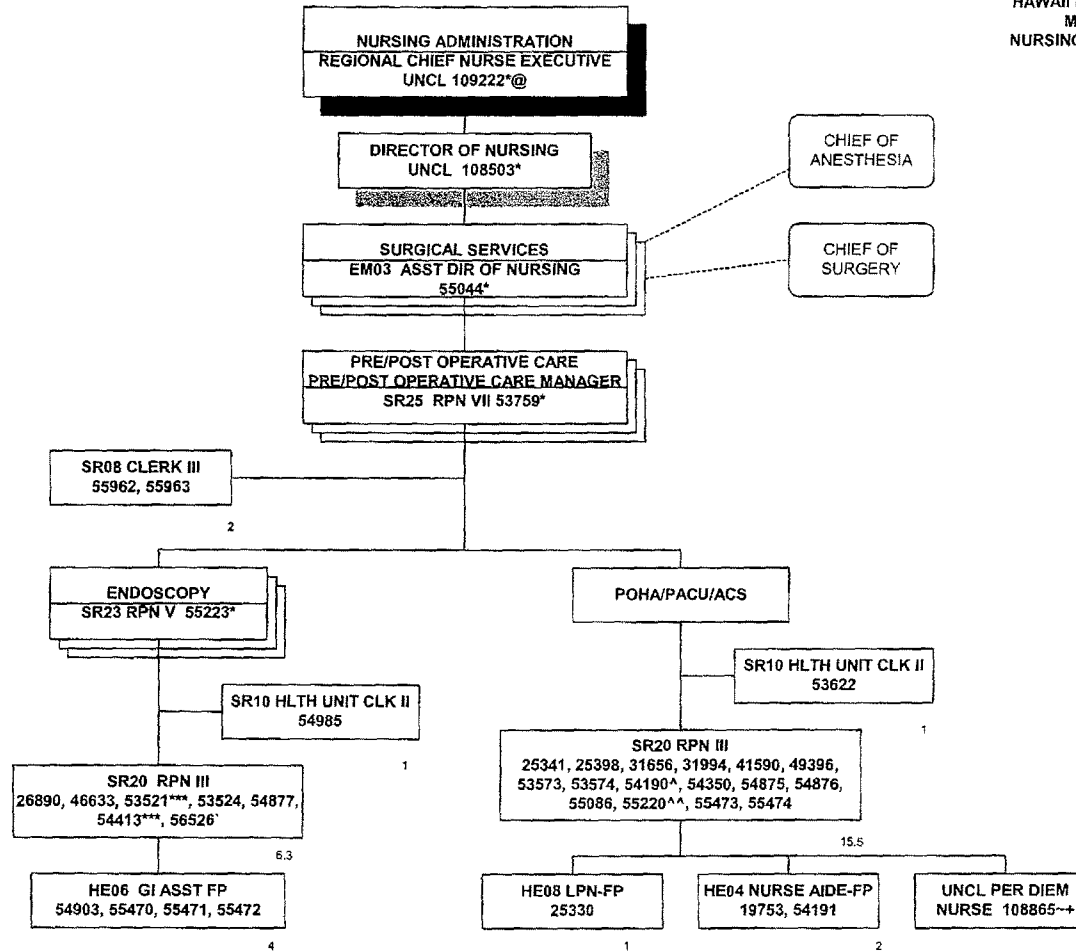 HAWAII
M
NURSING
NURSING ADMINISTRATION
REGIONAL CHIEF NURSE EXECUTIVE
UNCL 109222*@
DIRECTOR OF NURSING
UNCL 108503*
CHIEF OF
ANESTHESIA
SURGICAL SERVICES
EM03 ASST DIR OF NURSING
55044*
CHIEF OF
SURGERY
PRE/POST OPERATIVE CARE
PRE/POST OPERATIVE CARE MANAGER
SR25 RPN VII 53759*
SR08 CLERK III
55962, 55963
2
ENDOSCOPY
SR23 RPN V 55223*
POHA/PACU/ACS
SR10 HLTH UNIT CLK II
54985
1
SR10 HLTH UNIT CLK II
53622
1
SR20 RPN III
26890, 46633, 53521***, 53524, 54877,
54413***, 56526`
6.3
SR20 RPN III
25341, 25398, 31656, 31994, 41590, 49396,
53573, 53574, 54190^, 54350, 54875, 54876,
55086, 55220^^, 55473, 55474
15.5
HE06 GI ASST FP
54903, 55470, 55471, 55472
4
HE08 LPN-FP
25330
1
HE04 NURSE AIDE-FP
19753, 54191
2
UNCL PER DIEM
NURSE 108865~+